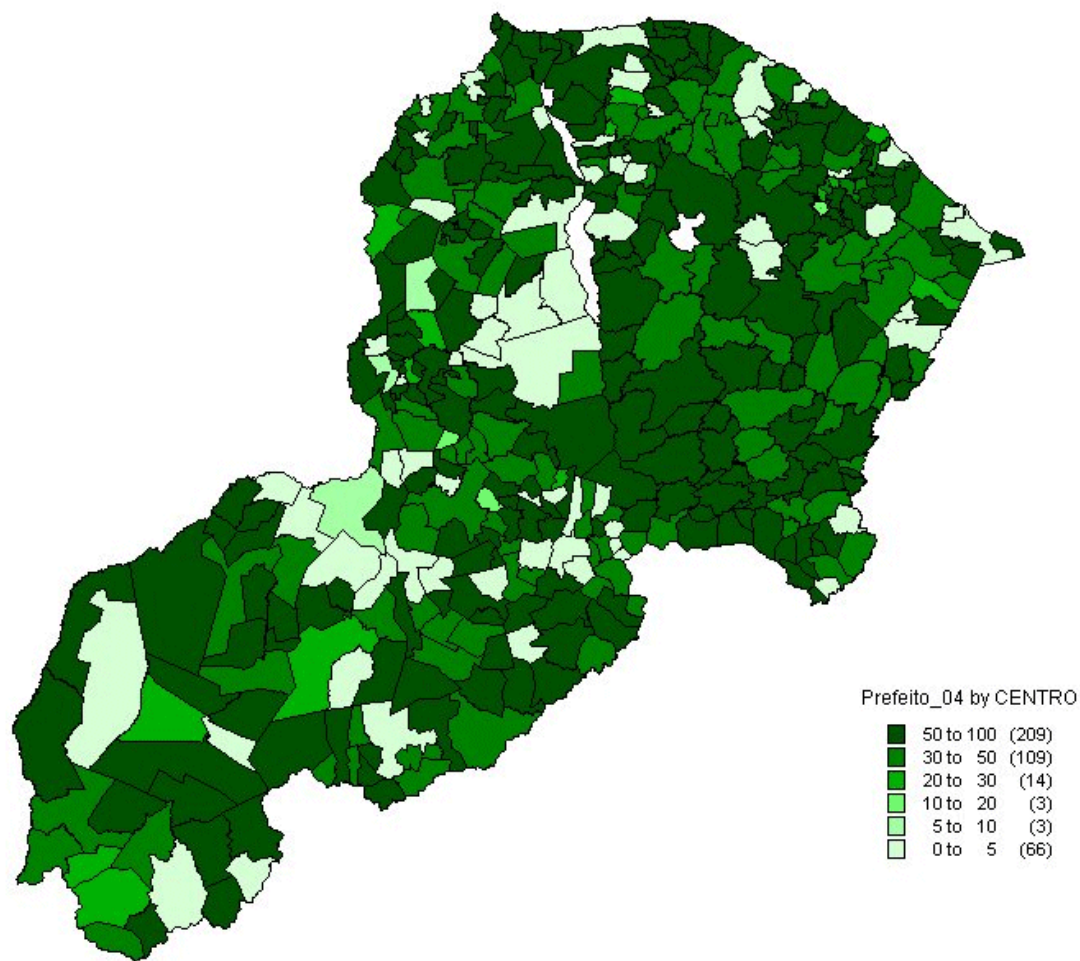 Prefeito_04 by CENTRO
50 to 100 (209)
30 to 50 (109)
20 to 30 (14)
10 to 20 (3)
5 to 10 (3)
0 to 5 (66)